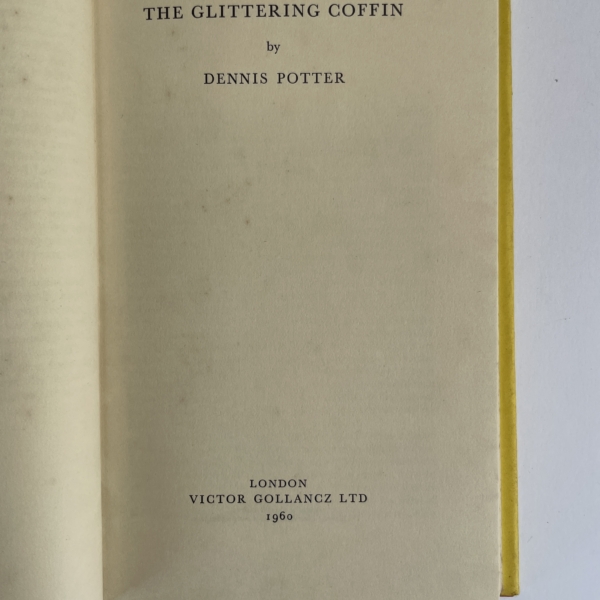 THE GLITTERING COFFIN
by
DENNIS POTTER
LONDON
VICTOR GOLLANCZ LTD
1960